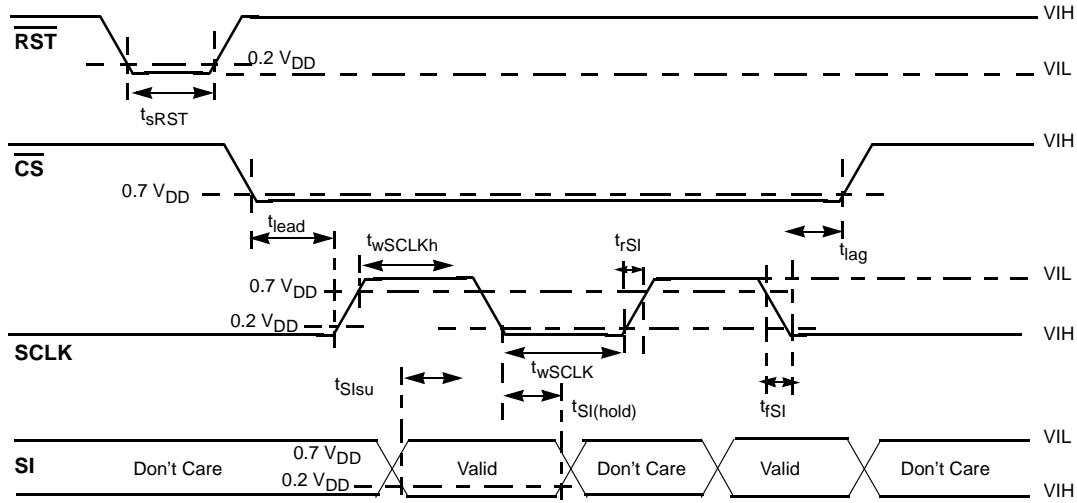 VIH
RST
0.2 VDD
VIL
tsRST
VIH
CS
0.7 VDD
tlead
twSCLKh
trSI
tlag
0.7 VDD
VIL
0.2 VDD
VIH
SCLK
twSCLK
tSIsu
tSI(hold)
tfSI
VIL
0.7 VDD
SI
Don't Care
Valid
Don't Care
Valid
Don't Care
0.2 VDD
VIH